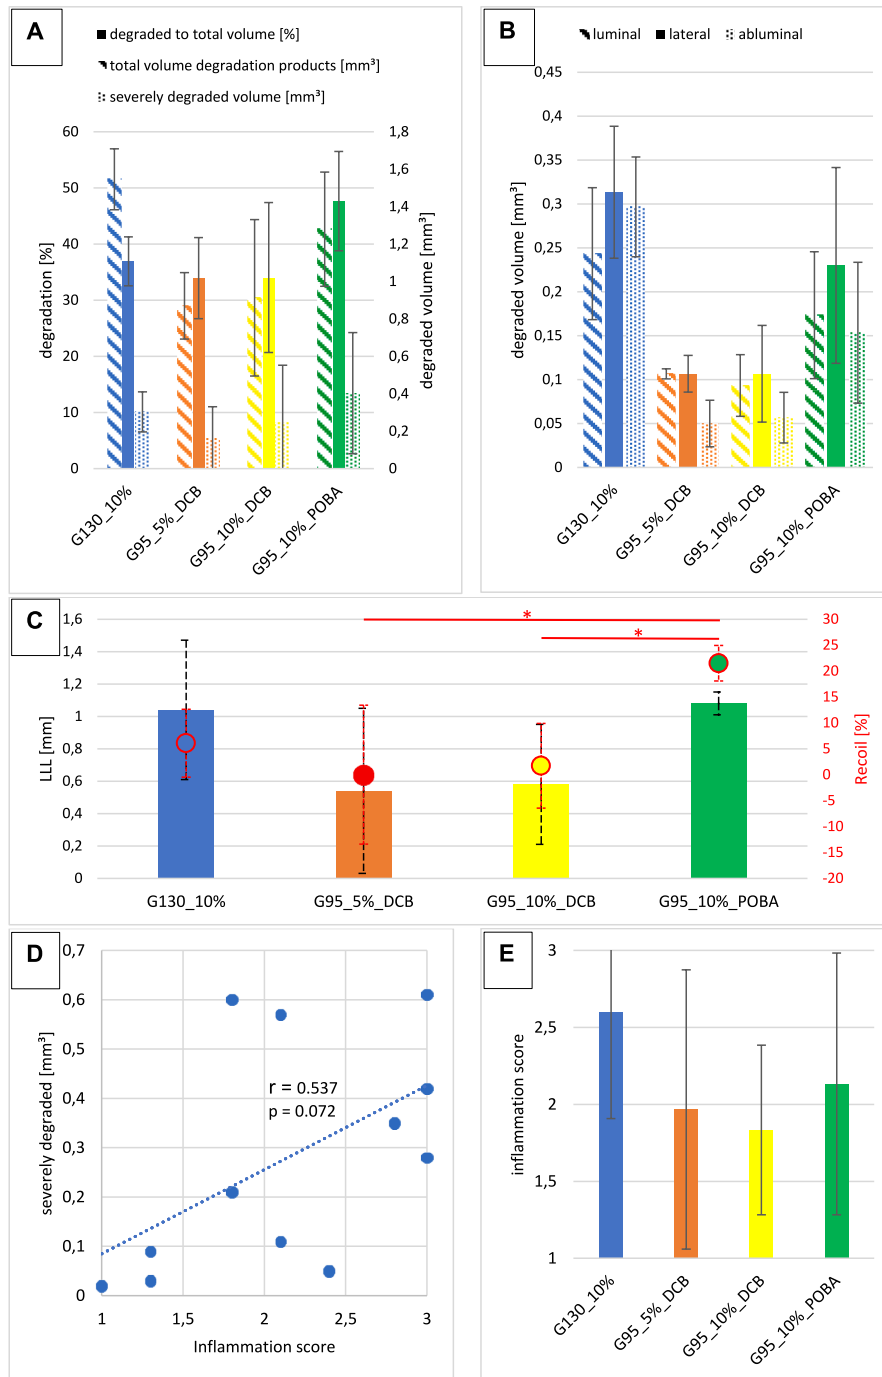 A
degraded to total volume [%]
total volume degradation products [mm³]
severely degraded volume [mm³]
60
50
40
30
20
10
0
degradation [%]
1,8
1,6
1,4
1,2
1
0,8
0,6
0,4
0,2
0
degraded volume [mm³]
G130_10%
G95_5%_DCB
G95_10%_DCB
G95_10%_POBA
B
luminal lateral abluminal
0,45
0,4
0,35
0,3
0,25
0,2
0,15
0,1
0,05
0
degraded volume [mm³]
G130_10%
G95_5%_DCB
G95_10%_DCB
G95_10%_POBA
C
1,6
1,4
1,2
1
0,8
0,6
0,4
0,2
0
LLL [mm]
*
*
30
25
20
15
10
5
0
-5
-10
-15
-20
Recoil [%]
G130_10% G95_5%_DCB G95_10%_DCB G95_10%_POBA
D
0,7
0,6
0,5
0,4
0,3
0,2
0,1
0
severely degraded [mm³]
r = 0.537
p = 0.072
1 1,5 2 2,5 3
Inflammation score
E
3
2,5
2
1,5
1
inflammation score
G130_10%
G95_5%_DCB
G95_10%_DCB
G95_10%_POBA